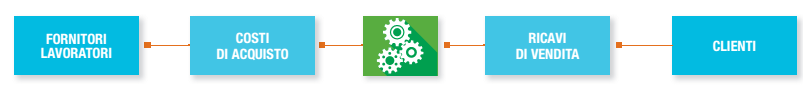 FORNITORI
LAVORATORI
COSTI
DI ACQUISTO
RICAVI
DI VENDITA
CLIENTI